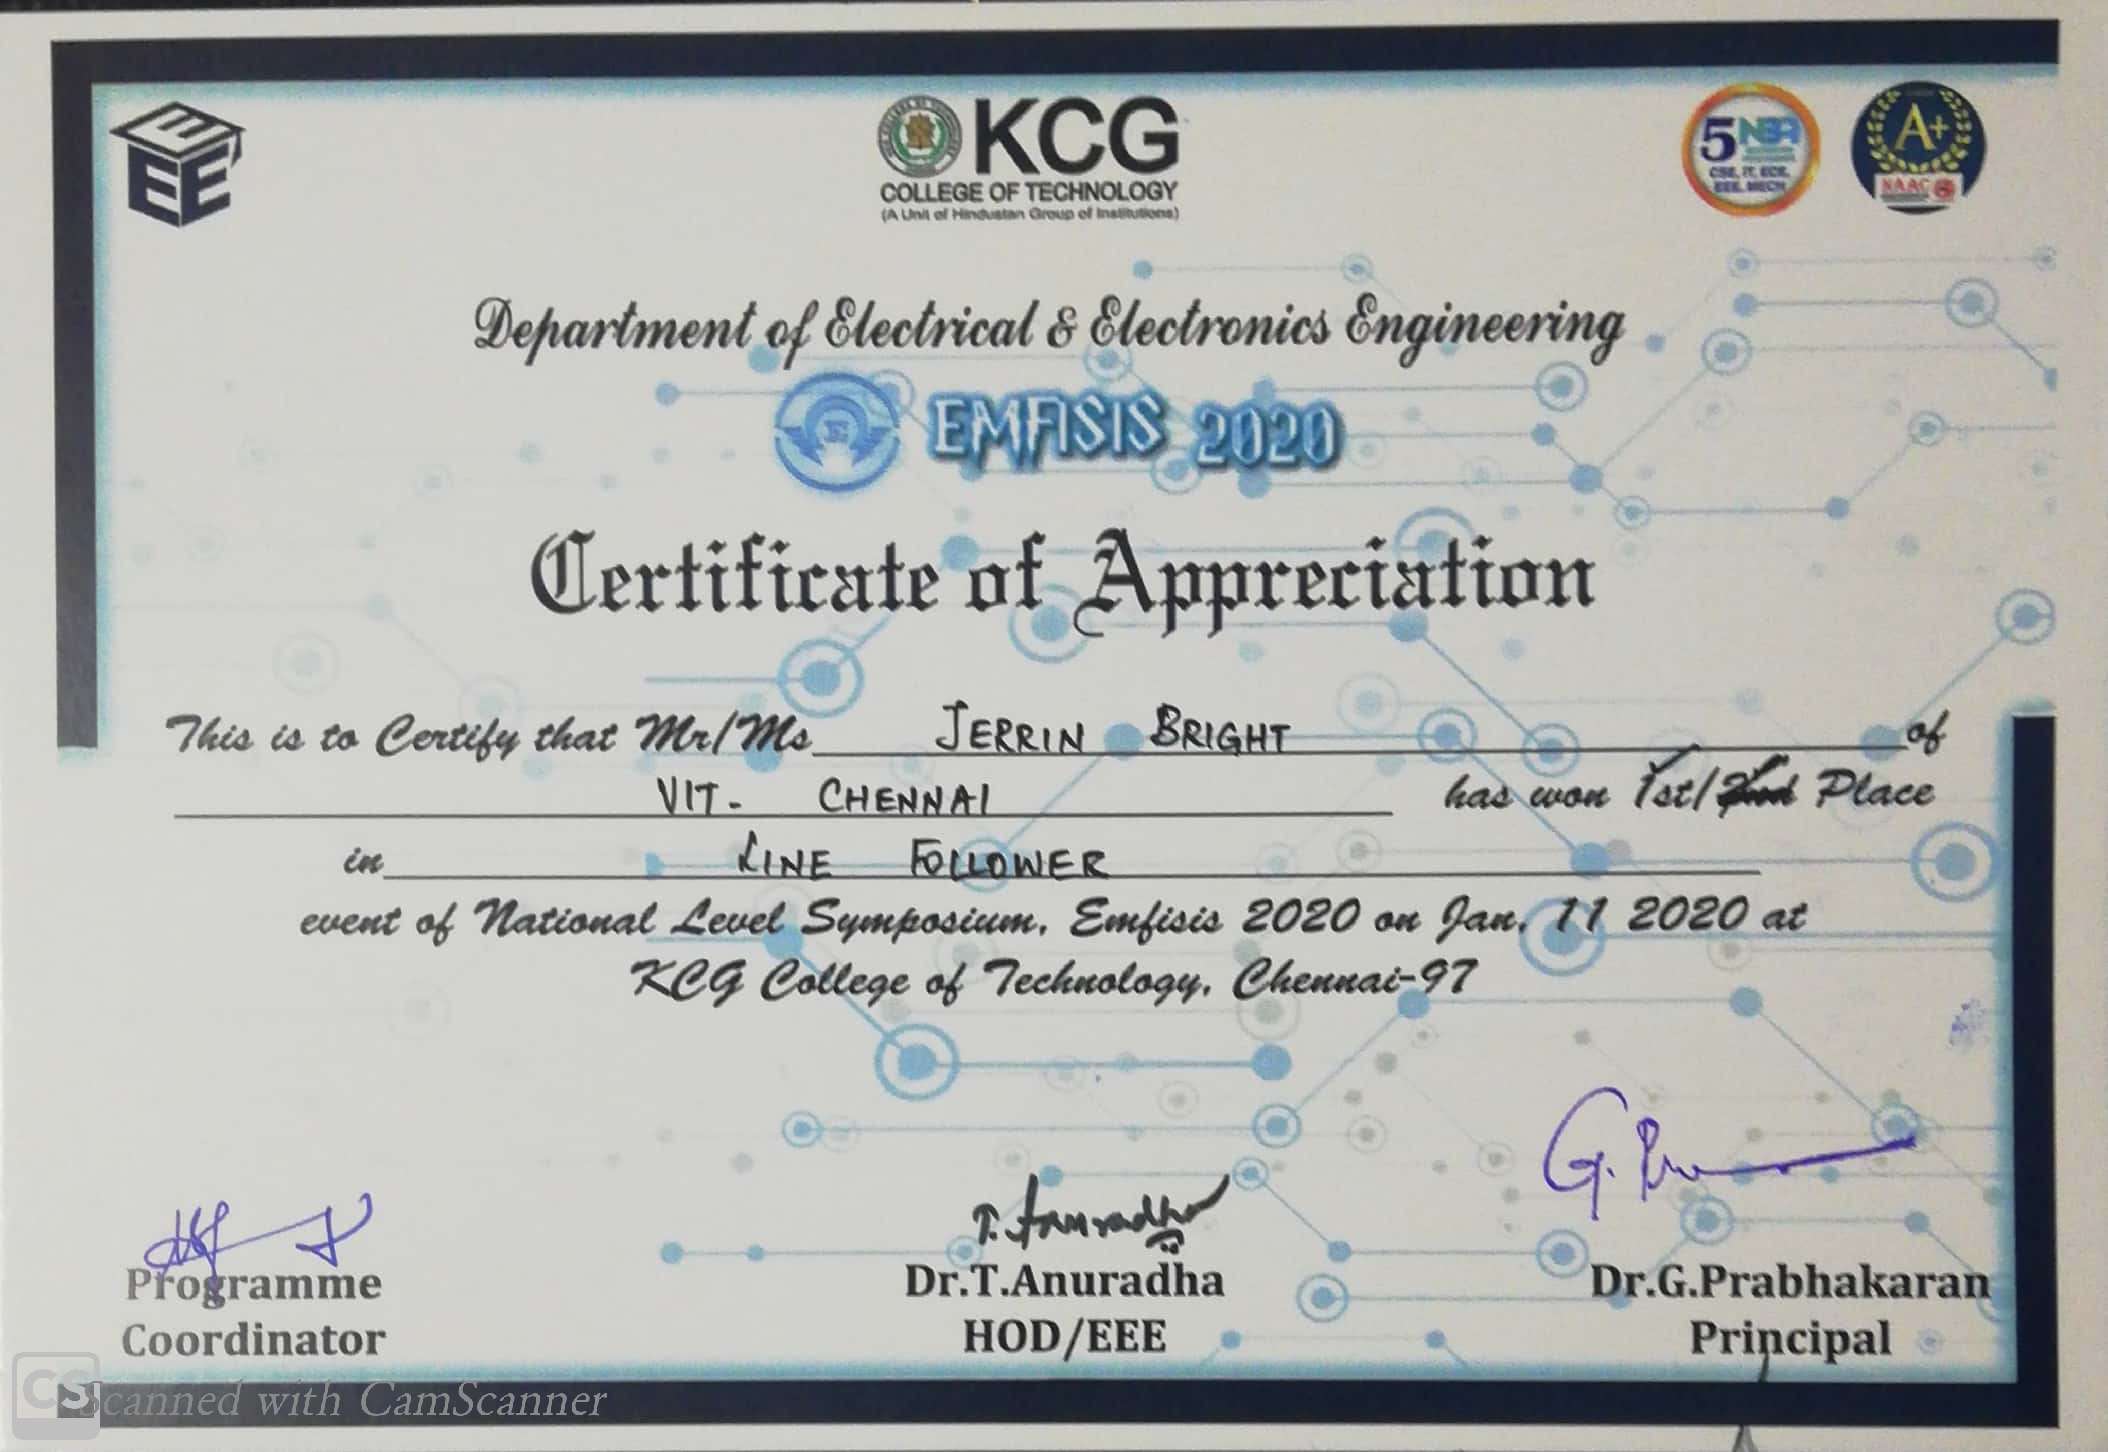 EEE
KCG
COLLEGE OF TECHNOLOGY
(A Unit of Hindustan Group of Institutions)
5 NBA
CSE, IT, ECE,
EEE, MECH
A+
NAAC
Department of Electrical & Electronics Engineering
EMFISIS 2020
Certificate of Appreciation
This is to Certify that Mr/Ms JERRIN BRIGHT of
VIT - CHENNAI has won 1st/2nd Place
in LINE FOLLOWER
event of National Level Symposium, Emfisis 2020 on Jan, 11 2020 at
KCG College of Technology, Chennai-97
T. Anuradha
G. Pr
Programme
Coordinator
Dr.T.Anuradha
HOD/EEE
Dr.G.Prabhakaran
Principal
CS Scanned with CamScanner